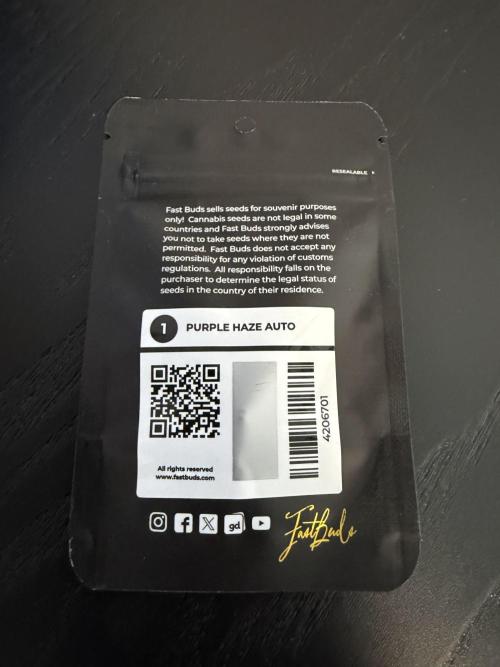 RESEALABLE
Fast Buds sells seeds for souvenir purposes
only! Cannabis seeds are not legal in some
countries and Fast Buds strongly advises
you not to take seeds where they are not
permitted. Fast Buds does not accept any
responsibility for any violation of customs
regulations. All responsibility falls on the
purchaser to determine the legal status of
seeds in the country of their residence.
1 PURPLE HAZE AUTO
4206701
All rights reserved
www.fastbuds.com
gd
FastBuds